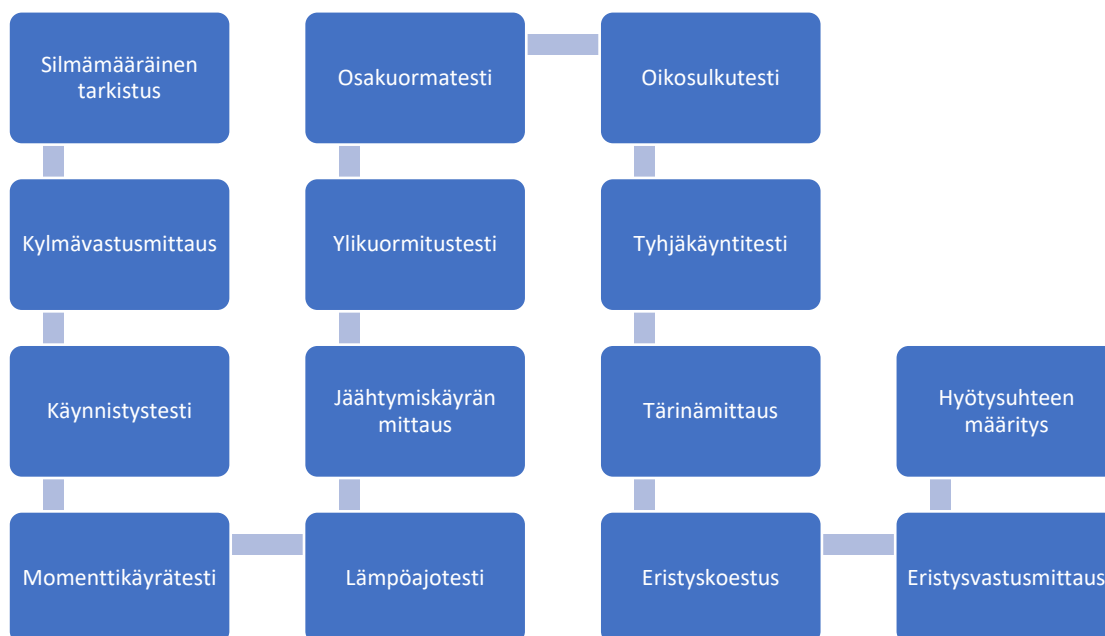 Silmämääräinen
tarkistus
Kylmävastusmittaus
Käynnistystesti
Momenttikäyrätesti
Lämpöajotesti
Jäähtymiskäyrän
mittaus
Ylikuormitustesti
Osakuormatesti
Oikosulkutesti
Tyhjäkäyntitesti
Tärinämittaus
Eristyskoestus
Eristysvastusmittaus
Hyötysuhteen
määritys